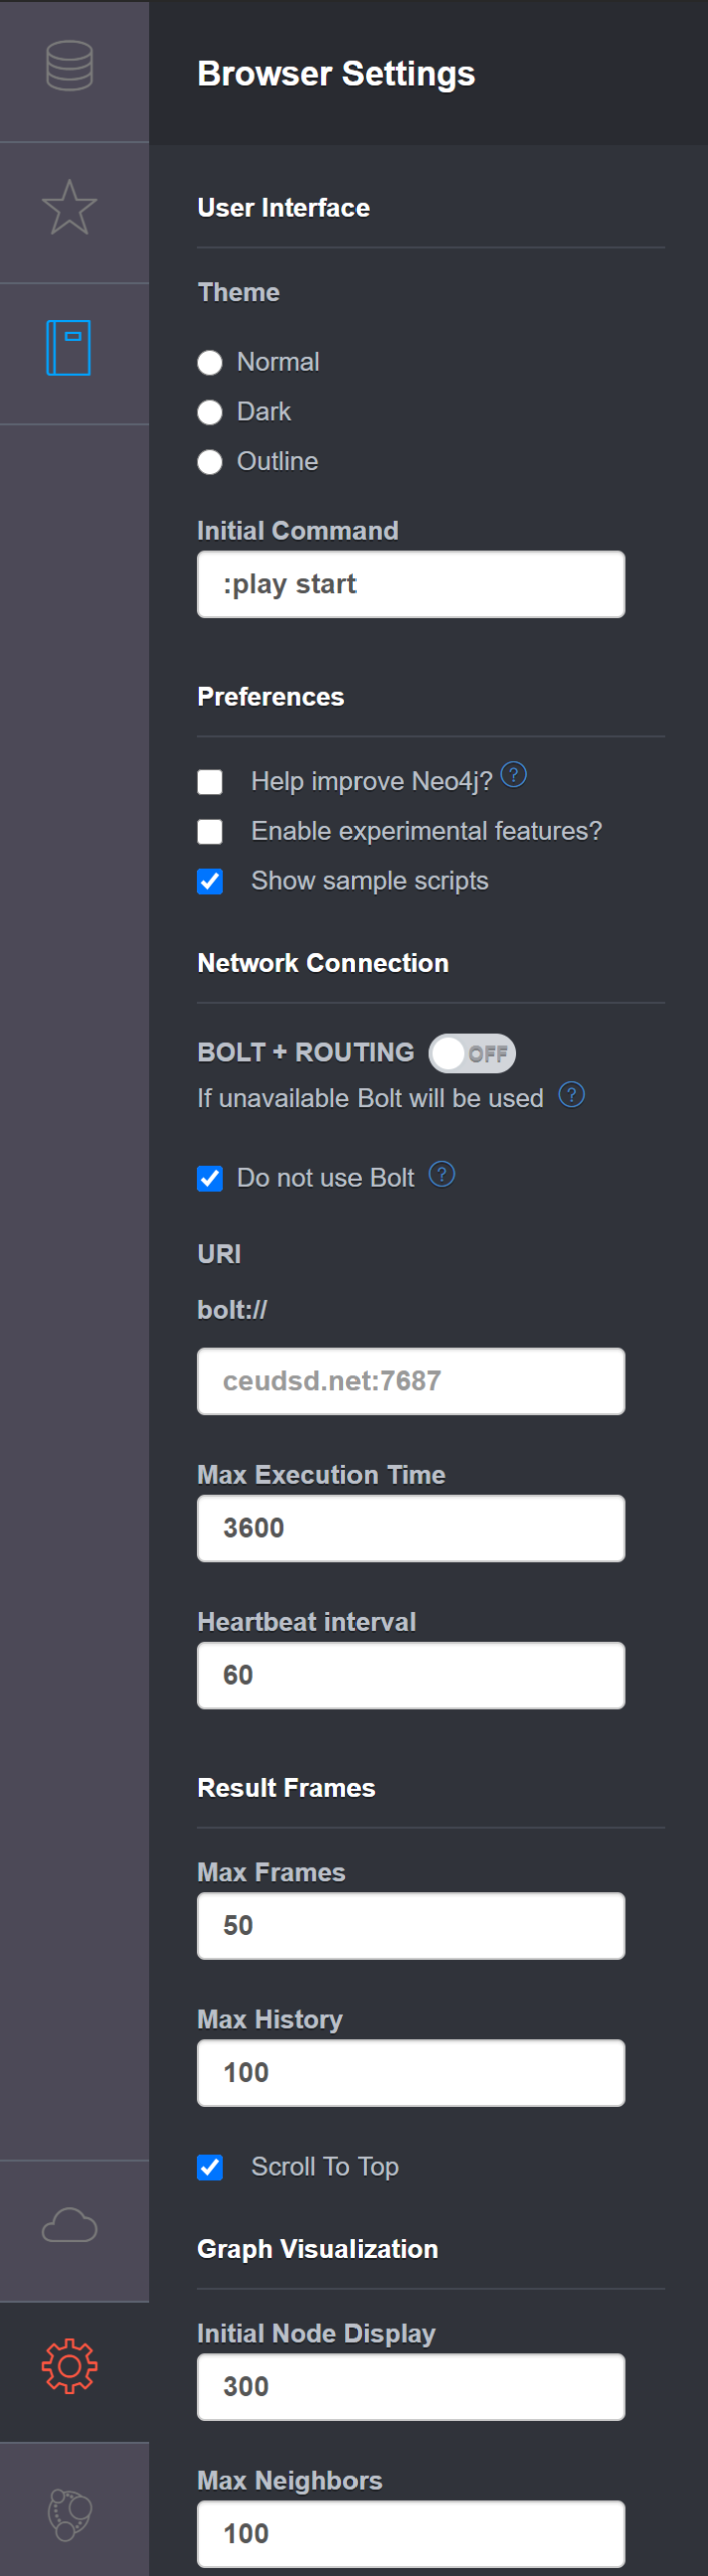 Browser Settings
User Interface
Theme
Normal
Dark
Outline
Initial Command
:play start
Preferences
Help improve Neo4j? ?
Enable experimental features?
Show sample scripts
Network Connection
BOLT + ROUTING OFF
If unavailable Bolt will be used ?
Do not use Bolt ?
URI
bolt://
ceudsd.net:7687
Max Execution Time
3600
Heartbeat interval
60
Result Frames
Max Frames
50
Max History
100
Scroll To Top
Graph Visualization
Initial Node Display
300
Max Neighbors
100